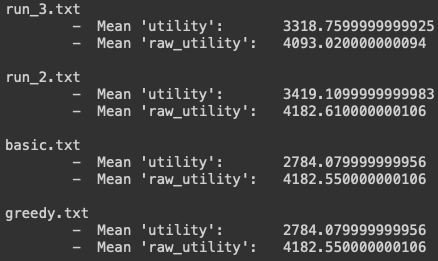 run_3.txt
- Mean 'utility': 3318.7599999999925
- Mean 'raw_utility': 4093.020000000094
run_2.txt
- Mean 'utility': 3419.1099999999983
- Mean 'raw_utility': 4182.610000000106
basic.txt
- Mean 'utility': 2784.079999999956
- Mean 'raw_utility': 4182.550000000106
greedy.txt
- Mean 'utility': 2784.079999999956
- Mean 'raw_utility': 4182.550000000106